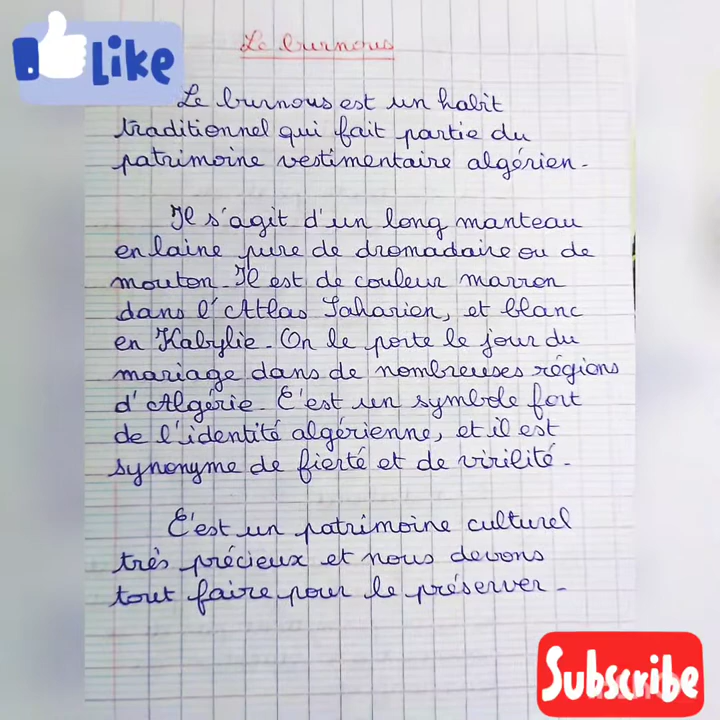 Like
Le burnous
Le burnous est un habit
traditionnel qui fait partie du
patrimoine vestimentaire algérien.
Il s'agit d'un long manteau
en laine pure de dromadaire ou de
mouton. Il est de couleur marron
dans l'Atlas Saharien, et blanc
en Kabylie. On le porte le jour du
mariage dans de nombreuses régions
d'Algérie. C'est un symbole fort
de l'identité algérienne, et il est
synonyme de fierté et de virilité.
C'est un patrimoine culturel
très précieux et nous devons
tout faire pour le préserver.
Subscribe